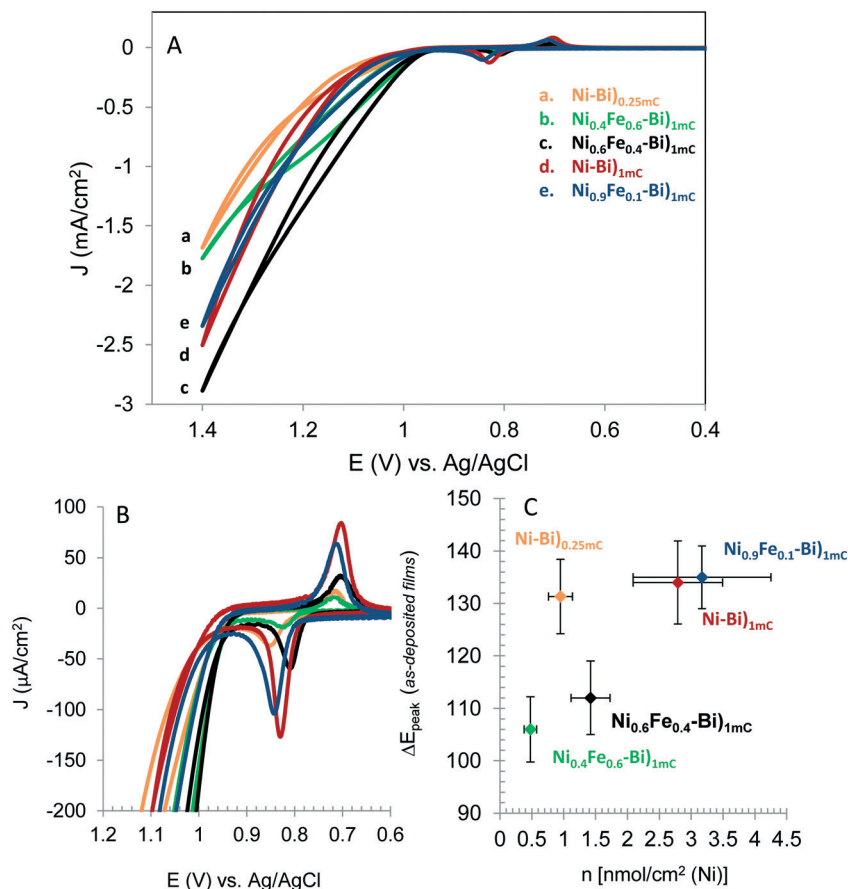 A
0
-0.5
-1
-1.5
-2
-2.5
-3
J (mA/cm²)
a. Ni-Bi)0.25mC
b. Ni0.4Fe0.6-Bi)1mC
c. Ni0.6Fe0.4-Bi)1mC
d. Ni-Bi)1mC
e. Ni0.9Fe0.1-Bi)1mC
a
b
e
d
c
1.4 1.2 1 0.8 0.6 0.4
E (V) vs. Ag/AgCl
B
100
50
0
-50
-100
-150
-200
J (µA/cm²)
1.2 1.1 1 0.9 0.8 0.7 0.6
E (V) vs. Ag/AgCl
C
150
140
130
120
110
100
90
ΔEpeak (as-deposited films)
Ni-Bi)0.25mC
Ni0.9Fe0.1-Bi)1mC
Ni-Bi)1mC
Ni0.6Fe0.4-Bi)1mC
Ni0.4Fe0.6-Bi)1mC
0 0.5 1 1.5 2 2.5 3 3.5 4 4.5
n [nmol/cm² (Ni)]